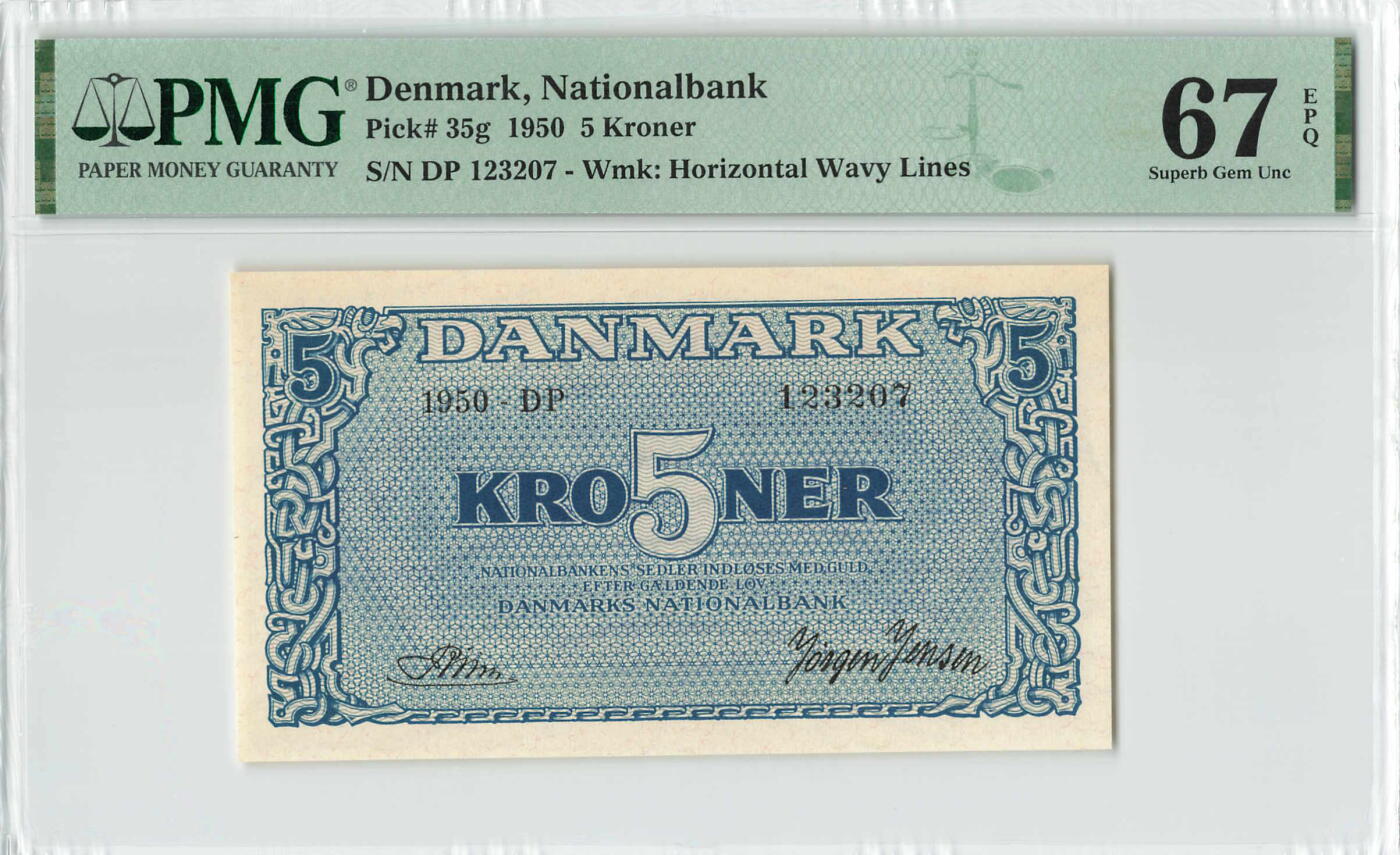 PMG®
PAPER MONEY GUARANTY
Denmark, Nationalbank
Pick# 35g 1950 5 Kroner
S/N DP 123207 - Wmk: Horizontal Wavy Lines
67
EPQ
Superb Gem Unc
5 DANMARK 5
1950 - DP 123207
KRO5NER
NATIONALBANKENS SEDLER INDLØSES MED GULD
EFTER GÆLDENDE LOV
DANMARKS NATIONALBANK
Jörgen Jensen